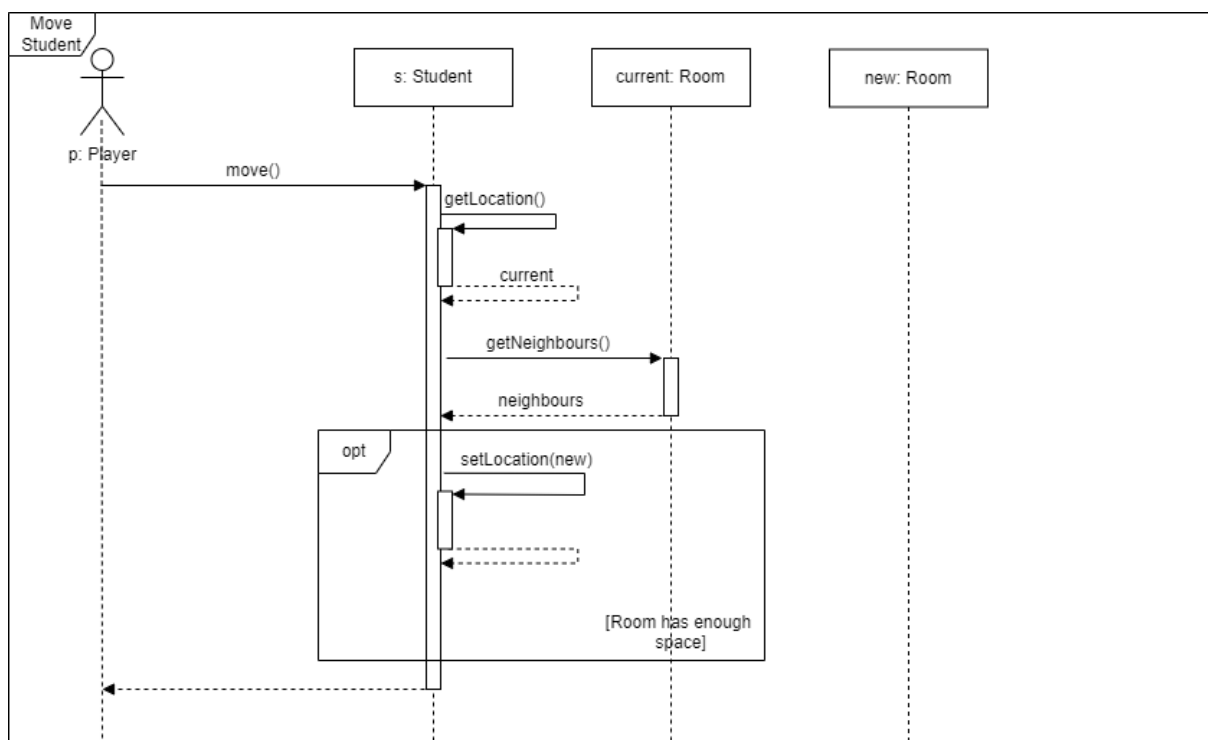 Move
Student
s: Student
current: Room
new: Room
p: Player
move()
getLocation()
current
getNeighbours()
neighbours
opt
setLocation(new)
[Room has enough
space]